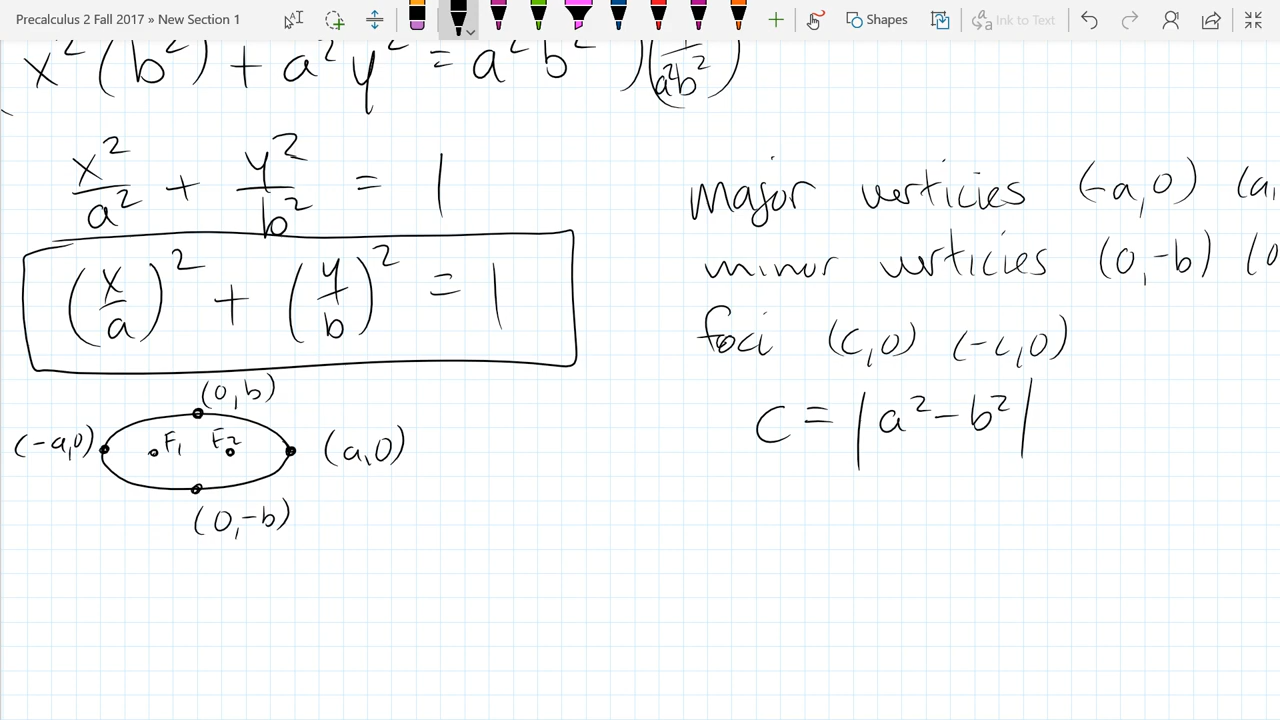 Precalculus 2 Fall 2017 » New Section 1
Shapes
Link to Text
x²(b²) + a²y² = a²b² )(1/a²b²)
x²/a² + y²/b² = 1
(x/a)² + (y/b)² = 1
(0,b)
(-a,0) F₁ F₂ (a,0)
(0,-b)
major verticies (-a,0) (a,
minor verticies (0,-b) (0
foci (c,0) (-c,0)
c = |a²-b²|